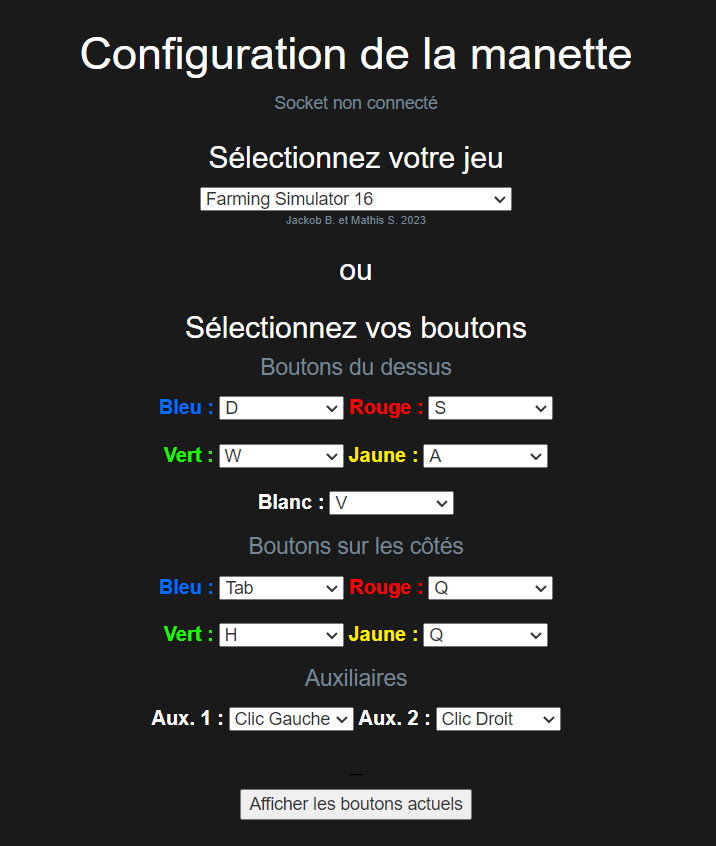 Configuration de la manette
Socket non connecté
Sélectionnez votre jeu
Farming Simulator 16
Jackob B. et Mathis S. 2023
ou
Sélectionnez vos boutons
Boutons du dessus
Bleu : D Rouge : S
Vert : W Jaune : A
Blanc : V
Boutons sur les côtés
Bleu : Tab Rouge : Q
Vert : H Jaune : Q
Auxiliaires
Aux. 1 : Clic Gauche Aux. 2 : Clic Droit
_
Afficher les boutons actuels